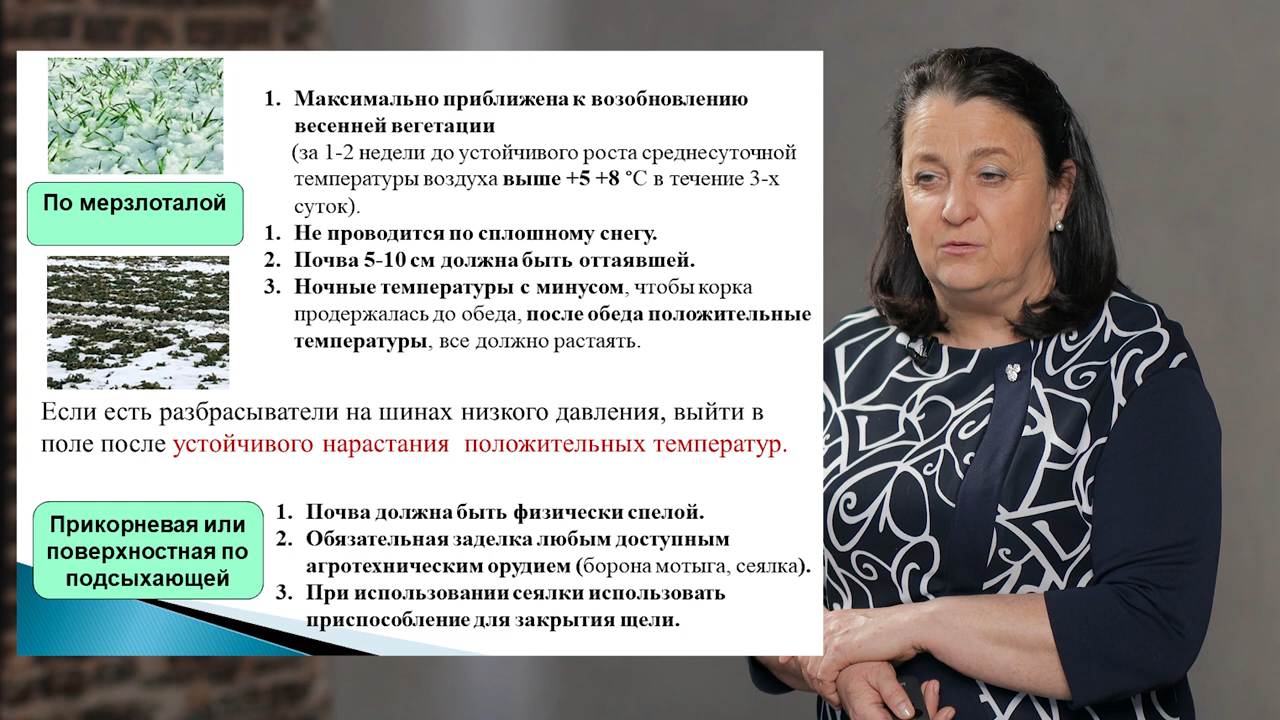 1. Максимально приближена к возобновлению
весенней вегетации
(за 1-2 недели до устойчивого роста среднесуточной
температуры воздуха выше +5 +8 °С в течение 3-х
суток).
По мерзлоталой
1. Не проводится по сплошному снегу.
2. Почва 5-10 см должна быть оттаявшей.
3. Ночные температуры с минусом, чтобы корка
продержалась до обеда, после обеда положительные
температуры, все должно растаять.
Если есть разбрасыватели на шинах низкого давления, выйти в
поле после устойчивого нарастания положительных температур.
Прикорневая или
поверхностная по
подсыхающей
1. Почва должна быть физически спелой.
2. Обязательная заделка любым доступным
агротехническим орудием (борона мотыга, сеялка).
3. При использовании сеялки использовать
приспособление для закрытия щели.